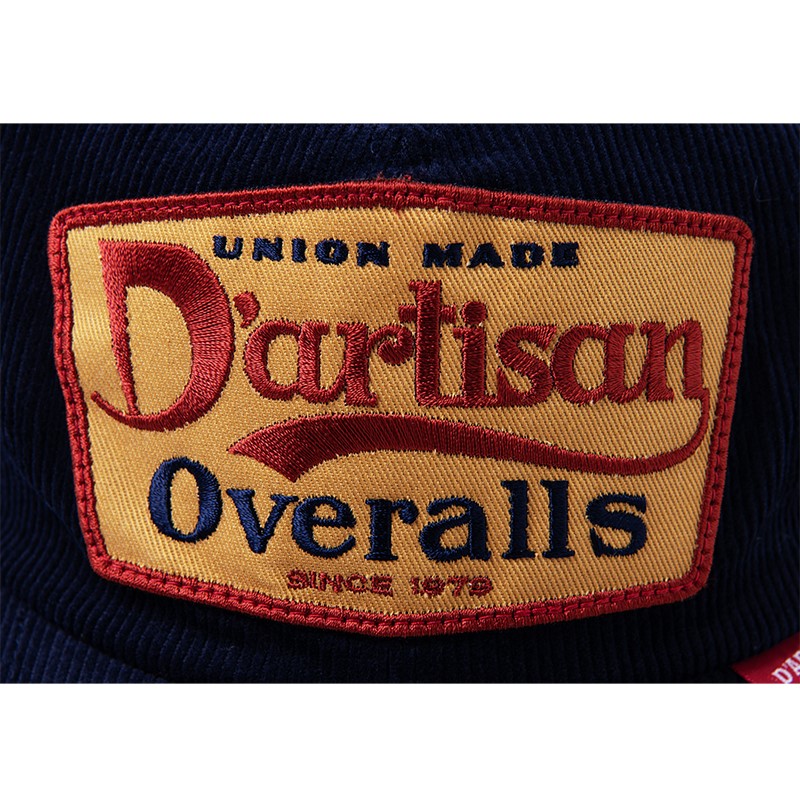 UNION MADE
D'artisan
Overalls
SINCE 1979